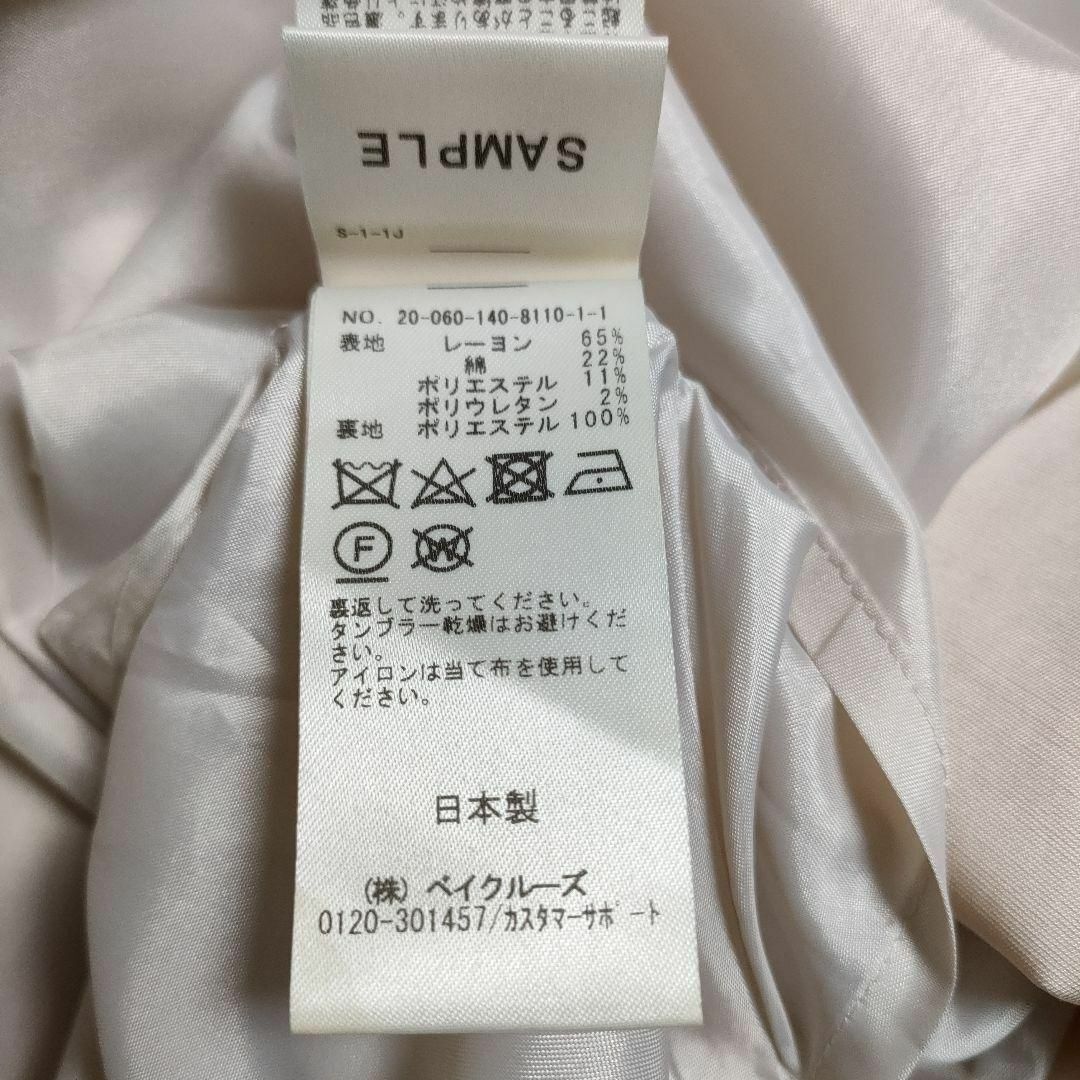 SAMPLE
S-1-1J
NO. 20-060-140-8110-1-1
表地 レーヨン 65%
綿 22%
ポリエステル 11%
ポリウレタン 2%
裏地 ポリエステル 100%
F
W
裏返して洗ってください。
タンブラー乾燥はお避けくだ
さい。
アイロンは当て布を使用して
ください。
日本製
(株) ベイクルーズ
0120-301457/カスタマーサポート